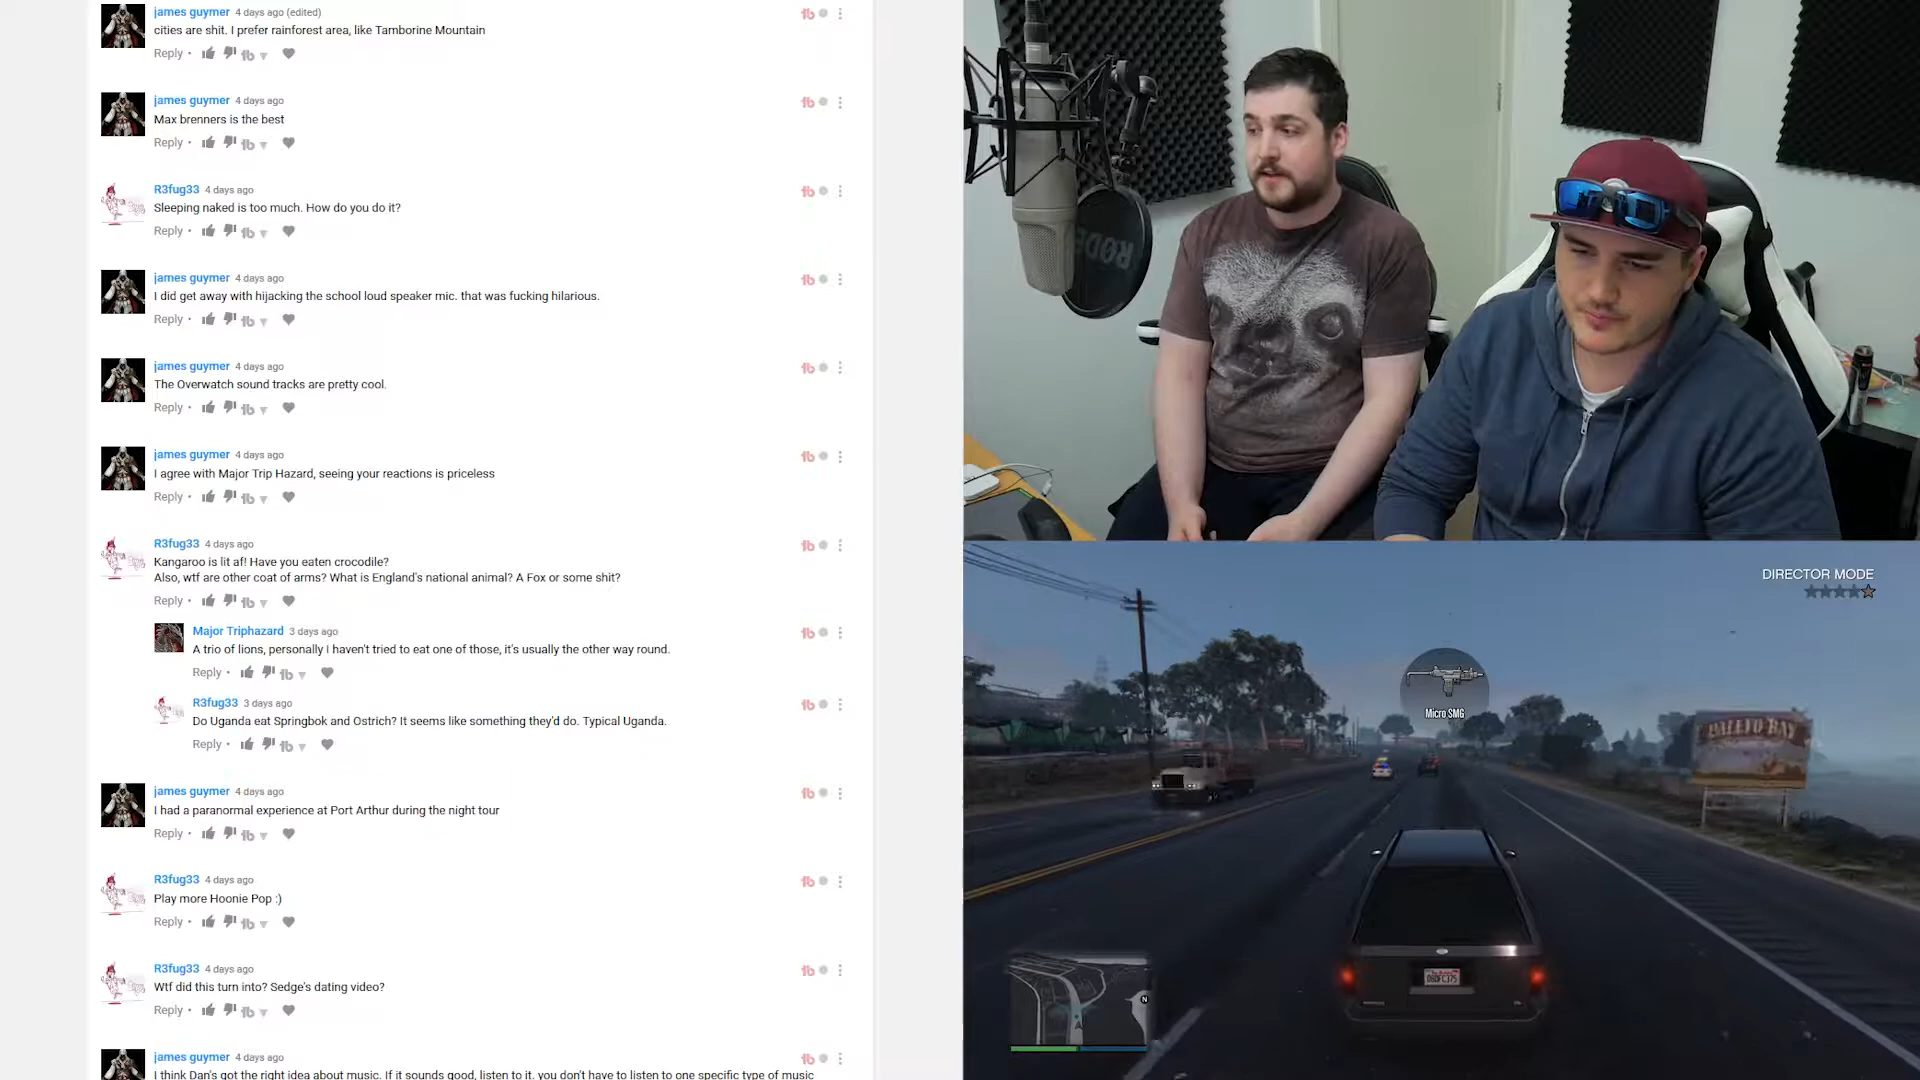 james guymer 4 days ago (edited)
cities are shit. I prefer rainforest area, like Tamborine Mountain
Reply •
james guymer 4 days ago
Max brenners is the best
Reply •
R3fug33 4 days ago
Sleeping naked is too much. How do you do it?
Reply •
james guymer 4 days ago
I did get away with hijacking the school loud speaker mic. that was fucking hilarious.
Reply •
james guymer 4 days ago
The Overwatch sound tracks are pretty cool.
Reply •
james guymer 4 days ago
I agree with Major Trip Hazard, seeing your reactions is priceless
Reply •
R3fug33 4 days ago
Kangaroo is lit af! Have you eaten crocodile?
Also, wtf are other coat of arms? What is England's national animal? A Fox or some shit?
Reply •
Major Triphazard 3 days ago
A trio of lions, personally I haven't tried to eat one of those, it's usually the other way round.
Reply •
R3fug33 3 days ago
Do Uganda eat Springbok and Ostrich? It seems like something they'd do. Typical Uganda.
Reply •
james guymer 4 days ago
I had a paranormal experience at Port Arthur during the night tour
Reply •
R3fug33 4 days ago
Play more Hoonie Pop :)
Reply •
R3fug33 4 days ago
Wtf did this turn into? Sedge's dating video?
Reply •
james guymer 4 days ago
I think Dan's got the right idea about music. If it sounds good, listen to it. you don't have to listen to one specific type of music
RODE
DIRECTOR MODE
Micro SMG
PALETO BAY
N